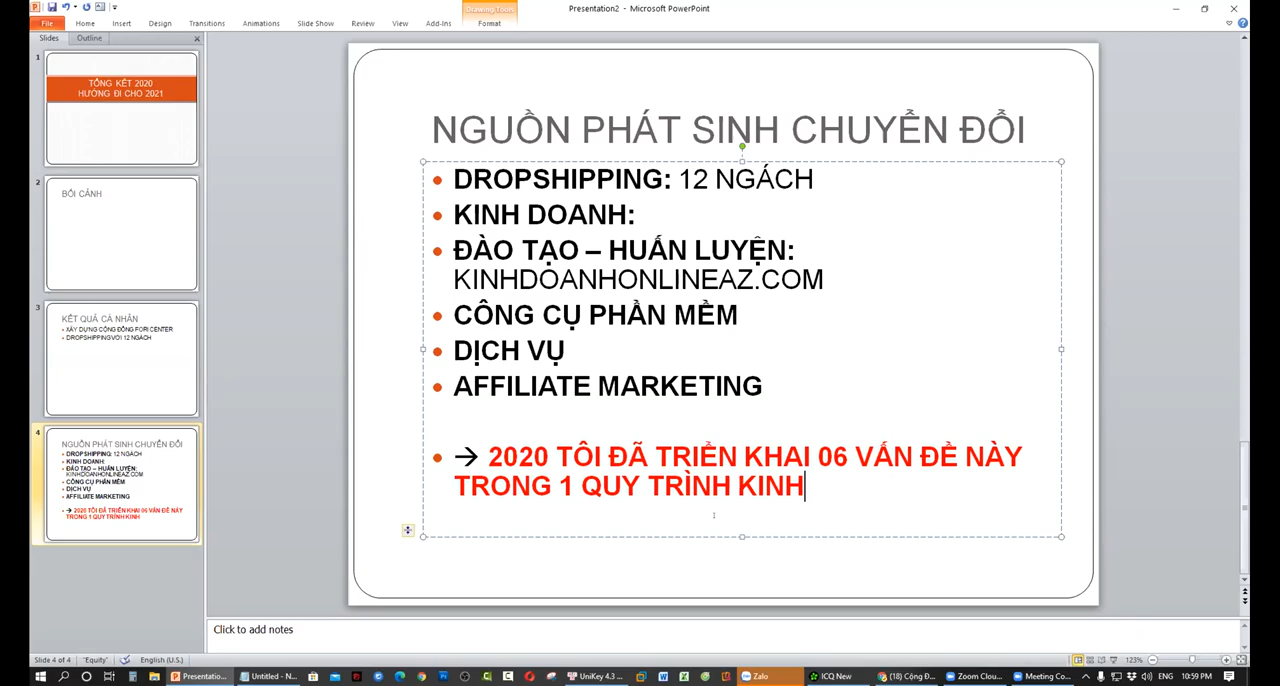 Drawing Tools
Presentation2 - Microsoft PowerPoint
File Home Insert Design Transitions Animations Slide Show Review View Add-Ins Format
Slides Outline
1
TỔNG KẾT 2020
HƯỚNG ĐI CHO 2021
2
BỐI CẢNH
3
KẾT QUẢ CÁ NHÂN
• XÂY DỰNG CỘNG ĐỒNG FORI CENTER
• DROPSHIPPING VỚI 12 NGÁCH
4
NGUỒN PHÁT SINH CHUYỂN ĐỔI
• DROPSHIPPING: 12 NGÁCH
• KINH DOANH:
• ĐÀO TẠO – HUẤN LUYỆN:
KINHDOANHONLINEAZ.COM
• CÔNG CỤ PHẦN MỀM
• DỊCH VỤ
• AFFILIATE MARKETING
• → 2020 TÔI ĐÃ TRIỂN KHAI 06 VẤN ĐỀ NÀY
TRONG 1 QUY TRÌNH KINH
NGUỒN PHÁT SINH CHUYỂN ĐỔI
• DROPSHIPPING: 12 NGÁCH
• KINH DOANH:
• ĐÀO TẠO – HUẤN LUYỆN:
KINHDOANHONLINEAZ.COM
• CÔNG CỤ PHẦN MỀM
• DỊCH VỤ
• AFFILIATE MARKETING
• → 2020 TÔI ĐÃ TRIỂN KHAI 06 VẤN ĐỀ NÀY
TRONG 1 QUY TRÌNH KINH
Click to add notes
Slide 4 of 4 "Equity" English (U.S.) 123%
Presentatio... Untitled - N... UniKey 4.3 ... Zalo ICQ New (18) Cộng Đ... Zoom Clou... Meeting Co... ENG 10:59 PM